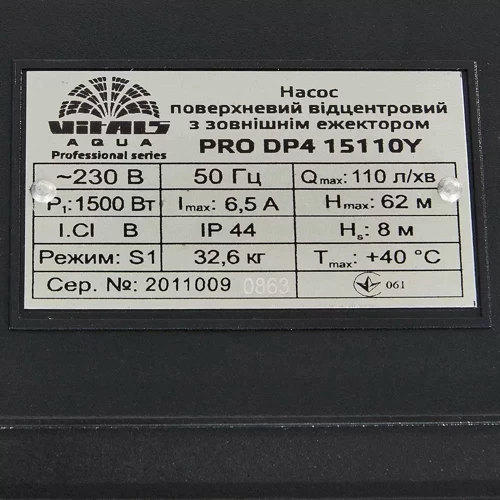 VITALS
AQUA
Professional series
Насос
поверхневий відцентровий
з зовнішнім ежектором
PRO DP4 15110Y
~230 В 50 Гц Qmax: 110 л/хв
P1: 1500 Вт Imax: 6,5 А Hmax: 62 м
I.Cl B IP 44 Hs: 8 м
Режим: S1 32,6 кг Tmax: +40 °C
Сер. №: 2011009 0863 061